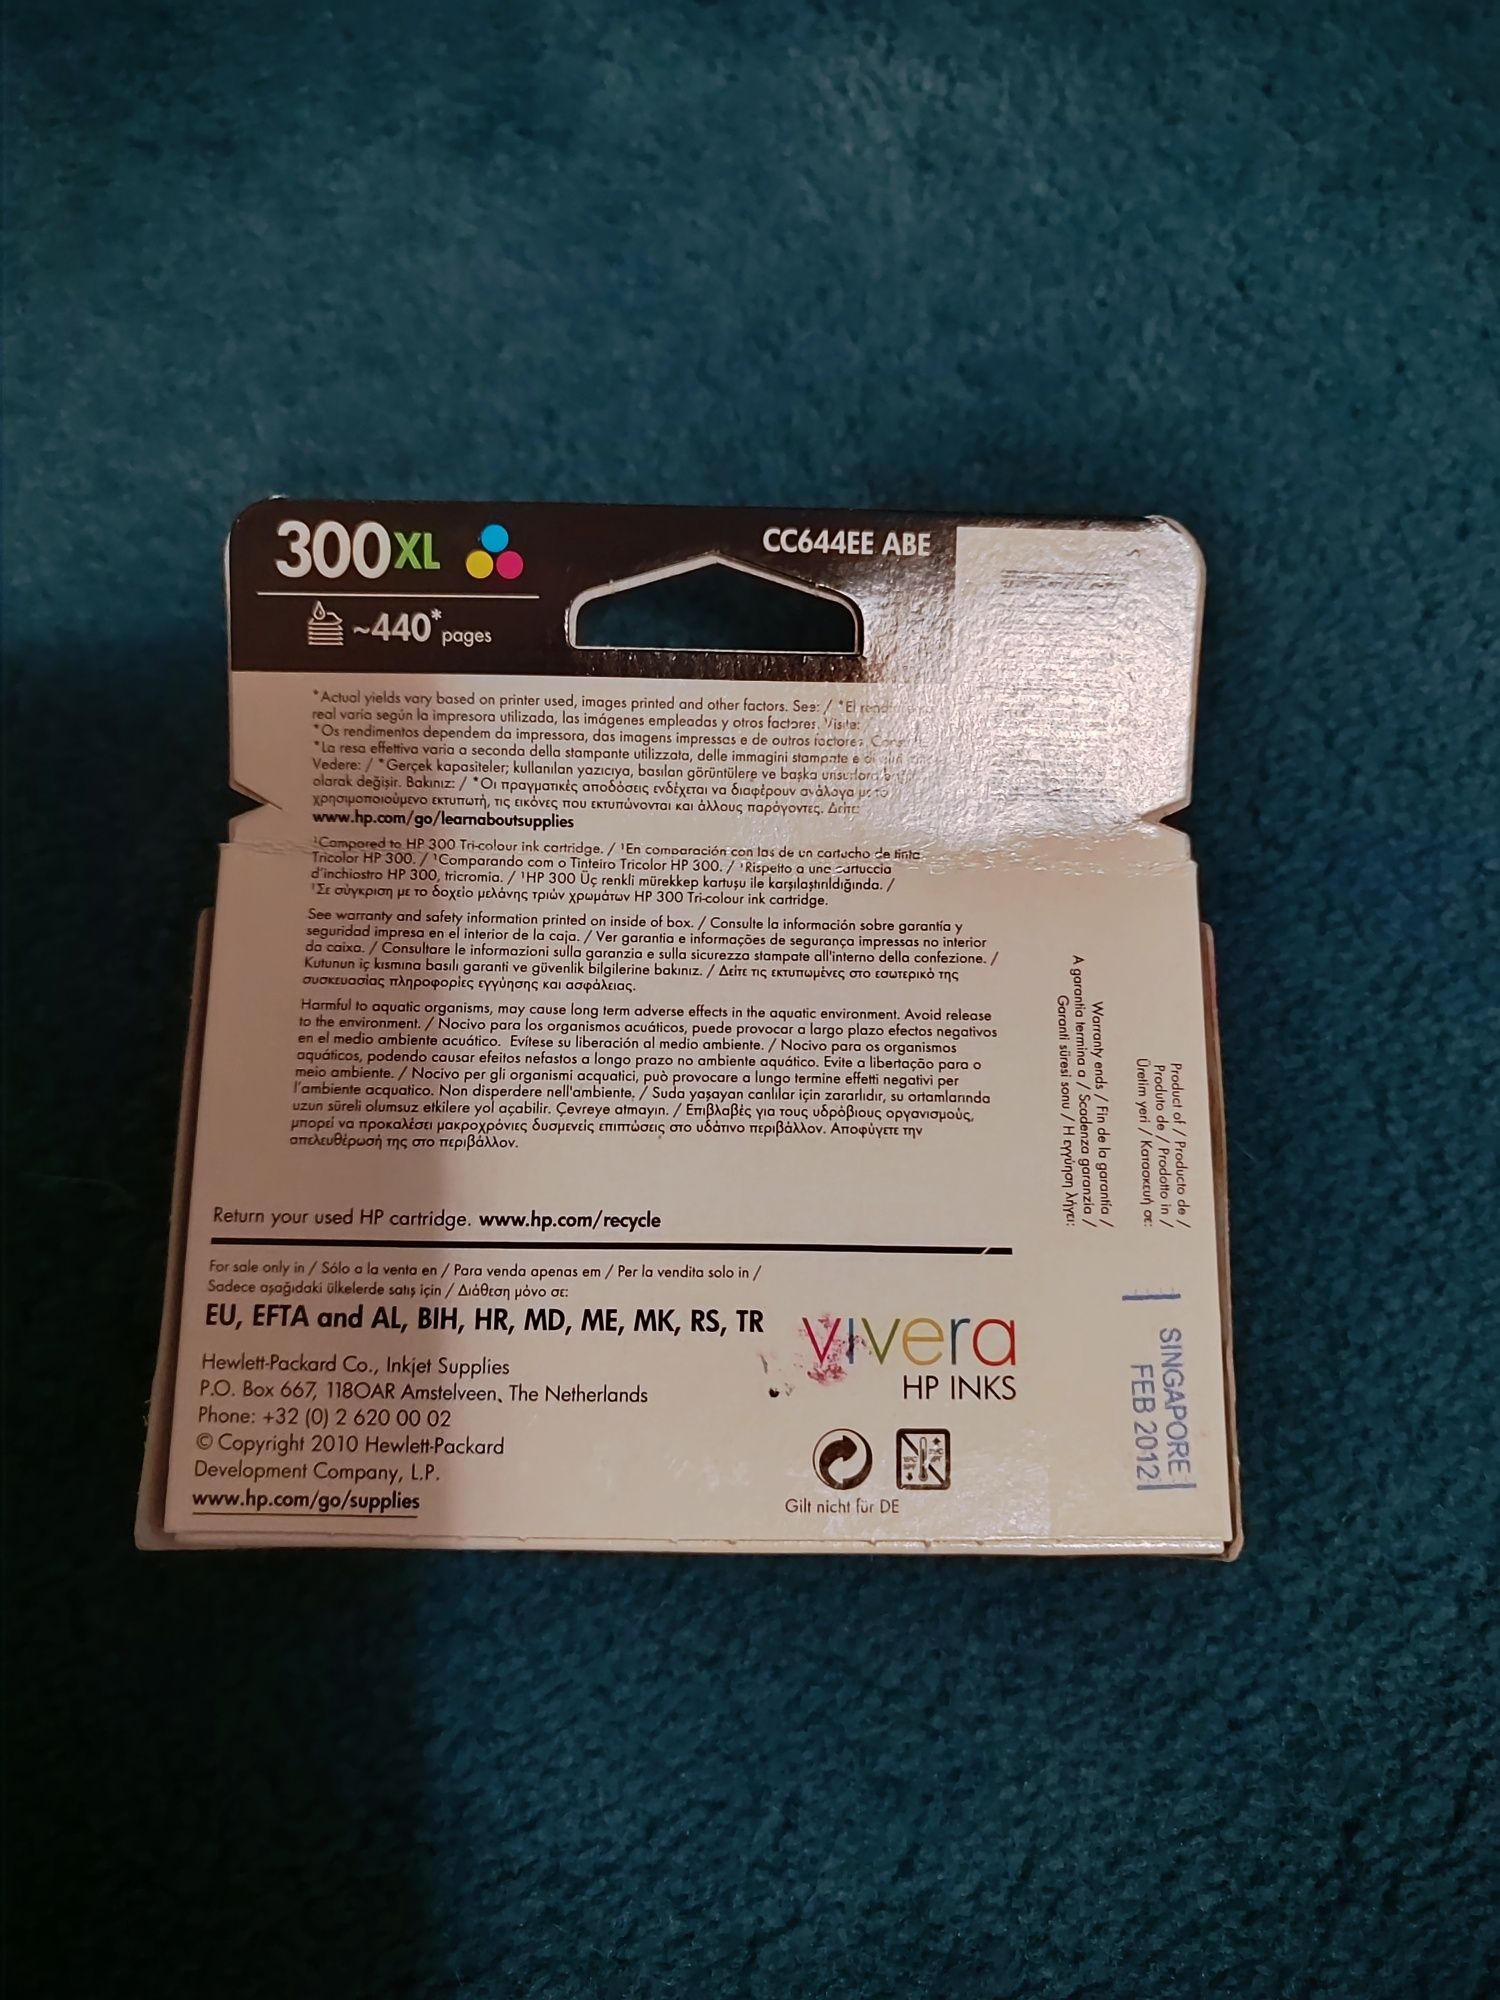 300XL
CC644EE ABE
~440* pages
*Actual yields vary based on printer used, images printed and other factors. See: / *El
real varía según la impresora utilizada, las imágenes empleadas y otros factores. Visite:
*Os rendimentos dependem da impressora, das imagens impressas e de outros factores.
*La resa effettiva varia a seconda della stampante utilizzata, delle immagini stampate e di
Vedere: / *Gerçek kapasiteler; kullanılan yazıcıya, basılan görüntülere ve başka unsurlara
olarak değişir. Bakınız: / *Οι πραγματικές αποδόσεις ενδέχεται να διαφέρουν ανάλογα με το
χρησιμοποιούμενο εκτυπωτή, τις εικόνες που εκτυπώνονται και άλλους παράγοντες. Δείτε:
www.hp.com/go/learnaboutsupplies
¹Compared to HP 300 Tri-colour ink cartridge. / ¹En comparación con las de un cartucho de tinta
Tricolor HP 300. / ¹Comparando com o Tinteiro Tricolor HP 300. / ¹Rispetto a una cartuccia
d'inchiostro HP 300, tricromia. / ¹HP 300 Üç renkli mürekkep kartuşu ile karşılaştırıldığında. /
¹Σε σύγκριση με το δοχείο μελάνης τριών χρωμάτων HP 300 Tri-colour ink cartridge.
See warranty and safety information printed on inside of box. / Consulte la información sobre garantía y
seguridad impresa en el interior de la caja. / Ver garantia e informações de segurança impressas no interior
da caixa. / Consultare le informazioni sulla garanzia e sulla sicurezza stampate all'interno della confezione. /
Kutunun iç kısmına basılı garanti ve güvenlik bilgilerine bakınız. / Δείτε τις εκτυπωμένες στο εσωτερικό της
συσκευασίας πληροφορίες εγγύησης και ασφάλειας.
Harmful to aquatic organisms, may cause long term adverse effects in the aquatic environment. Avoid release
to the environment. / Nocivo para los organismos acuáticos, puede provocar a largo plazo efectos negativos
en el medio ambiente acuático. Evítese su liberación al medio ambiente. / Nocivo para os organismos
aquáticos, podendo causar efeitos nefastos a longo prazo no ambiente aquático. Evite a libertação para o
meio ambiente. / Nocivo per gli organismi acquatici, può provocare a lungo termine effetti negativi per
l'ambiente acquatico. Non disperdere nell'ambiente. / Suda yaşayan canlılar için zararlıdır, su ortamlarında
uzun süreli olumsuz etkilere yol açabilir. Çevreye atmayın. / Επιβλαβές για τους υδρόβιους οργανισμούς,
μπορεί να προκαλέσει μακροχρόνιες δυσμενείς επιπτώσεις στο υδάτινο περιβάλλον. Αποφύγετε την
απελευθέρωσή της στο περιβάλλον.
Return your used HP cartridge. www.hp.com/recycle
For sale only in / Sólo a la venta en / Para venda apenas em / Per la vendita solo in /
Sadece aşağıdaki ülkelerde satış için / Διάθεση μόνο σε:
EU, EFTA and AL, BIH, HR, MD, ME, MK, RS, TR
Hewlett-Packard Co., Inkjet Supplies
P.O. Box 667, 118OAR Amstelveen, The Netherlands
Phone: +32 (0) 2 620 00 02
© Copyright 2010 Hewlett-Packard
Development Company, L.P.
www.hp.com/go/supplies
vivera
HP INKS
Gilt nicht für DE
Warranty ends / Fin de la garantía /
A garantia termina a / Scadenza garanzia /
Garanti süresi sonu / Η εγγύηση λήγει:
Product of / Producto de /
Produto de / Prodotto in /
Üretim yeri / Κατασκευή σε:
SINGAPORE
FEB 2012